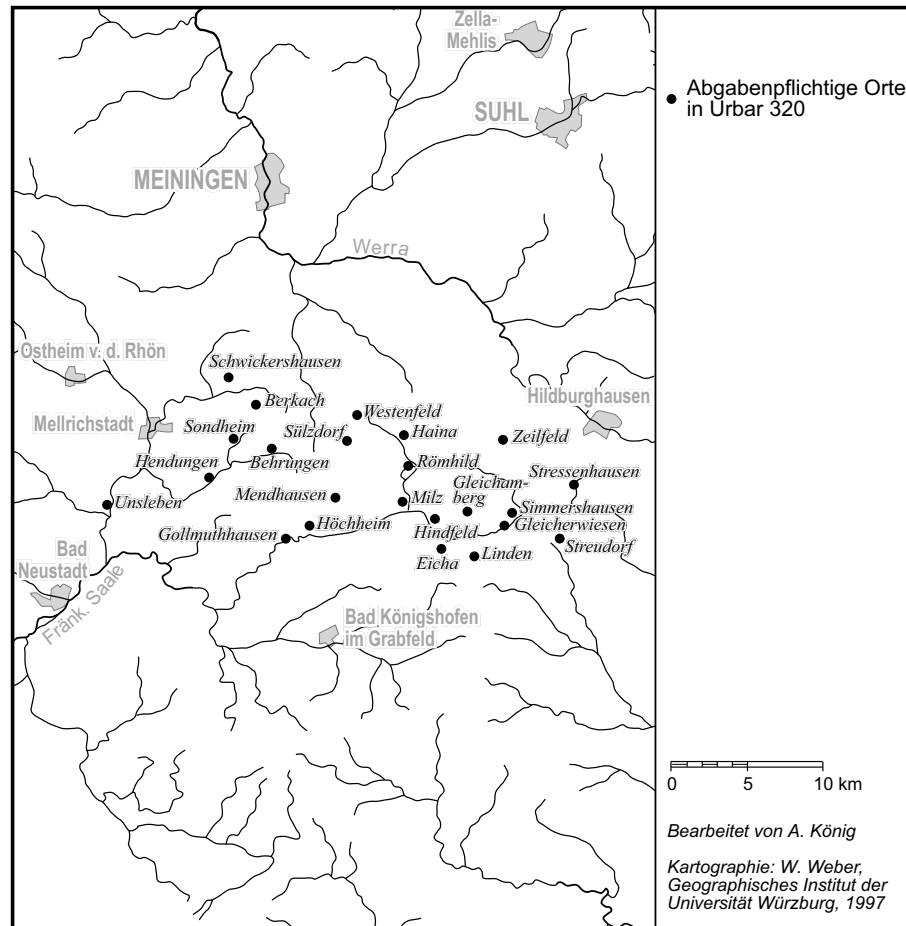 Zella-
Mehlis
SUHL
MEININGEN
Werra
Ostheim v. d. Rhön
Schwickershausen
Hildburghausen
Berkach
Mellrichstadt
Westenfeld
Sondheim
Sülzdorf
Haina
Zeilfeld
Hendungen
Behrungen
Römhild
Stressenhausen
Gleicham-
berg
Unsleben
Mendhausen
Milz
Simmershausen
Höchheim
Gleicherwiesen
Gollmuthhausen
Hindfeld
Streudorf
Eicha
Linden
Bad
Neustadt
Fränk. Saale
Bad Königshofen
im Grabfeld
Abgabenpflichtige Orte
in Urbar 320
0 5 10 km
Bearbeitet von A. König
Kartographie: W. Weber,
Geographisches Institut der
Universität Würzburg, 1997